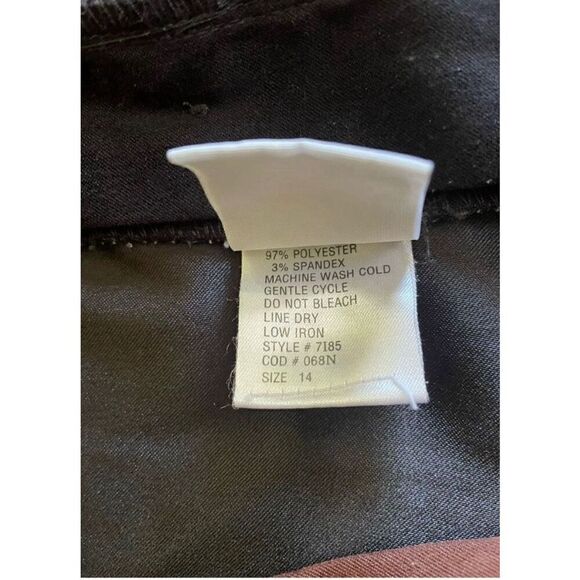 97% POLYESTER
3% SPANDEX
MACHINE WASH COLD
GENTLE CYCLE
DO NOT BLEACH
LINE DRY
LOW IRON
STYLE # 7185
COD # 068N
SIZE 14